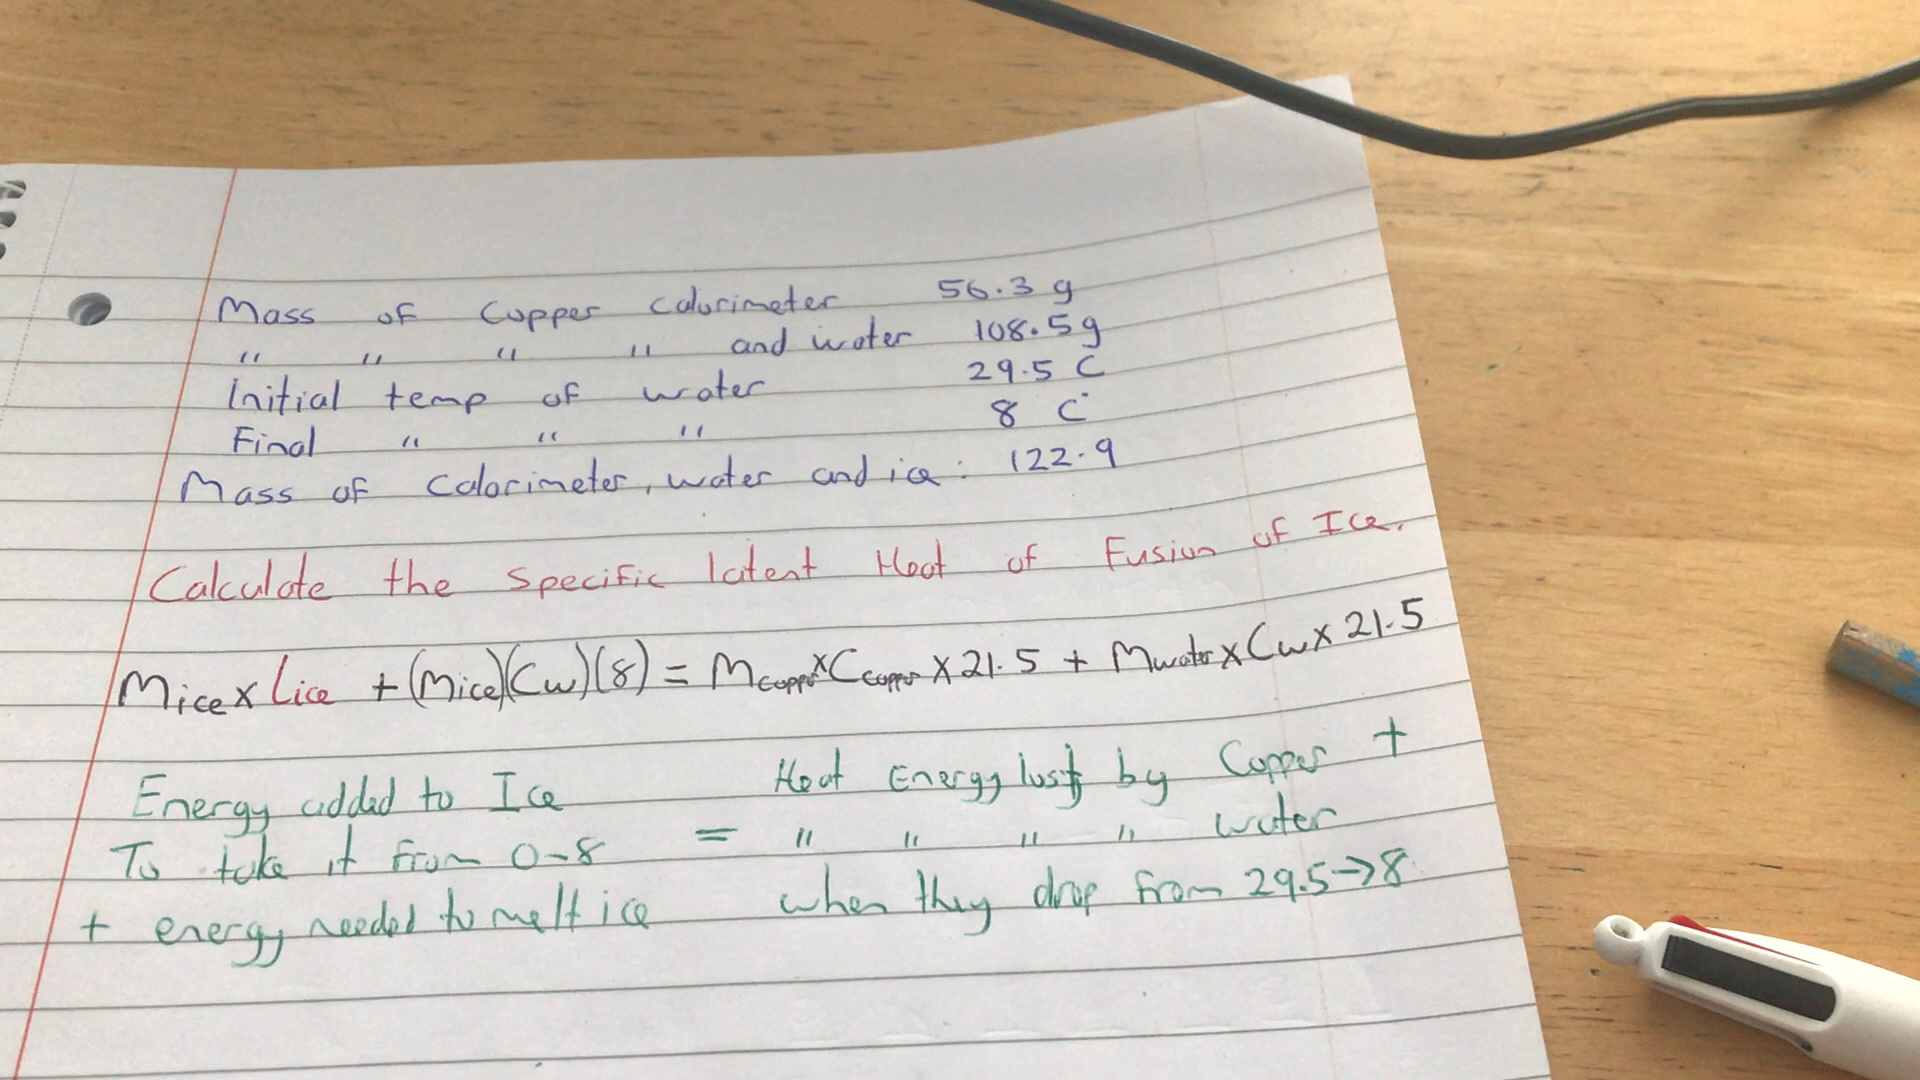 Mass of Copper Calorimeter 56.3 g
" " " " and water 108.5g
Initial temp of water 29.5 C
Final " " " 8 C°
Mass of Calorimeter, water and ice: 122.9
Calculate the specific latent Heat of Fusion of Ice.
Mice x Lice + (Mice)(Cw)(8) = Mcopper x Ccopper x 21.5 + Mwater x Cw x 21.5
Energy added to Ice Heat Energy lost by Copper +
To take it from 0-8 = " " " " water
+ energy needed to melt ice when they drop from 29.5→8